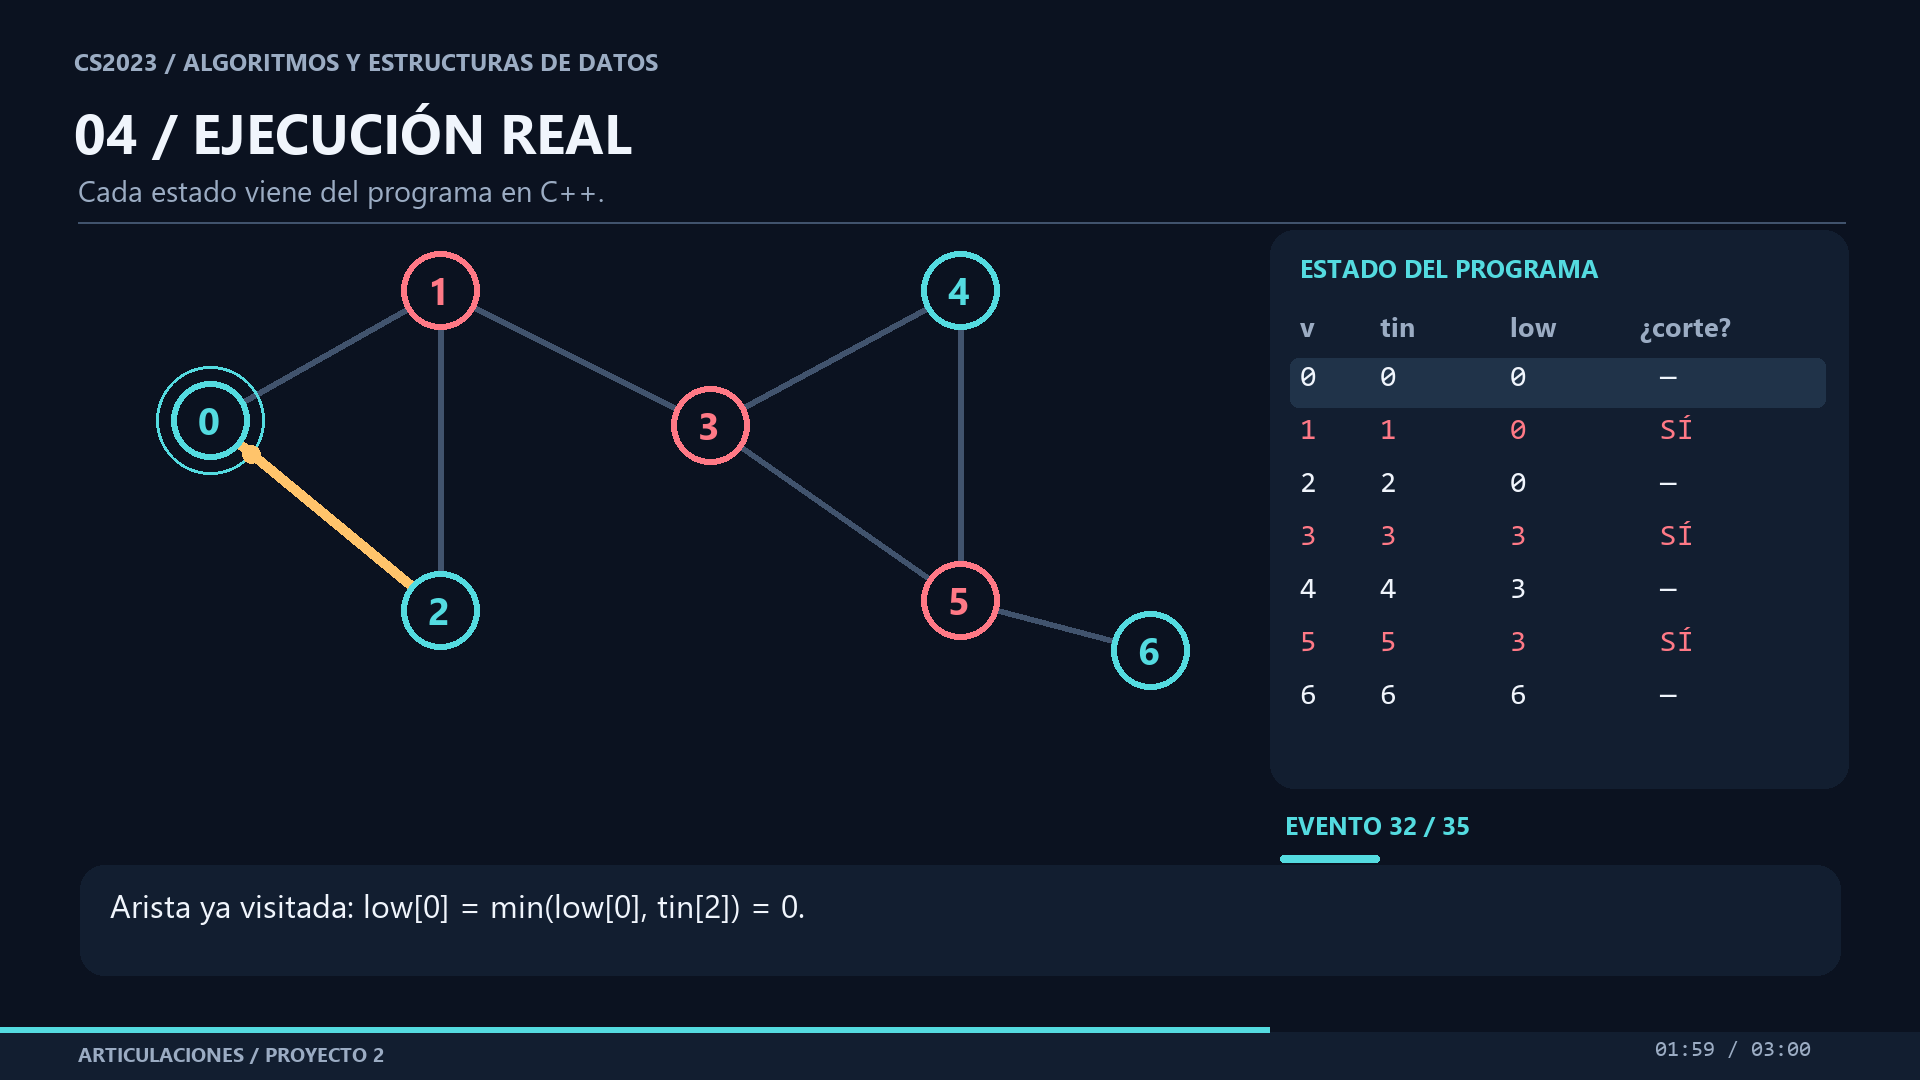 CS2023 / ALGORITMOS Y ESTRUCTURAS DE DATOS
04 / EJECUCIÓN REAL
Cada estado viene del programa en C++.
1
4
0
3
2
5
6
ESTADO DEL PROGRAMA
v tin low ¿corte?
0 0 0 —
1 1 0 SÍ
2 2 0 —
3 3 3 SÍ
4 4 3 —
5 5 3 SÍ
6 6 6 —
EVENTO 32 / 35
Arista ya visitada: low[0] = min(low[0], tin[2]) = 0.
ARTICULACIONES / PROYECTO 2
01:59 / 03:00